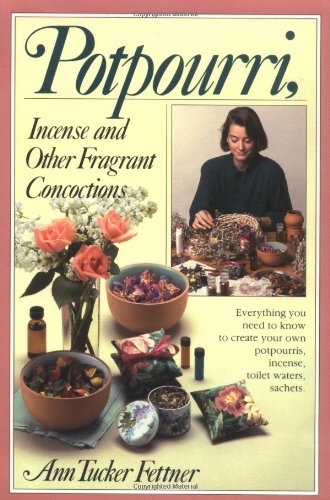 Potpourri,
Incense and
Other Fragrant
Concoctions
Everything you
need to know
to create your own
potpourris,
incense,
toilet waters,
sachets.
Ann Tucker Fettner